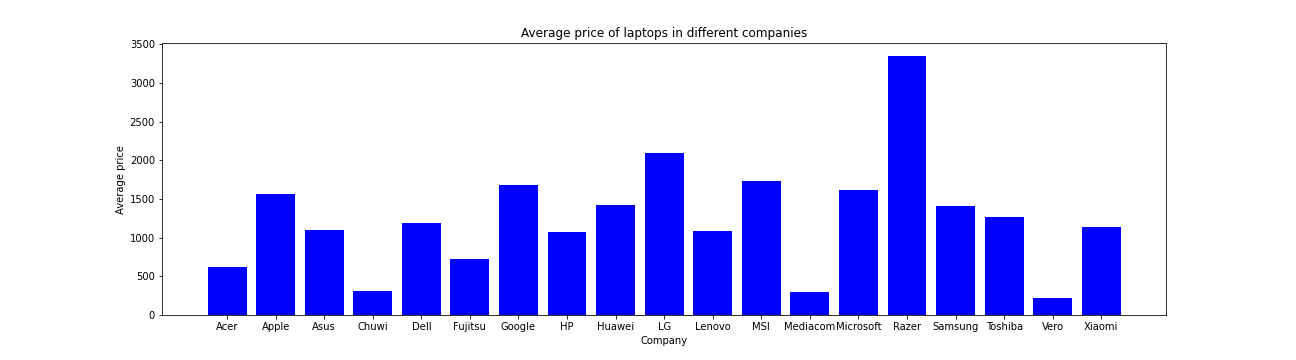 Average price of laptops in different companies
3500
3000
2500
2000
1500
1000
500
0
Average price
Acer Apple Asus Chuwi Dell Fujitsu Google HP Huawei LG Lenovo MSI Mediacom Microsoft Razer Samsung Toshiba Vero Xiaomi
Company